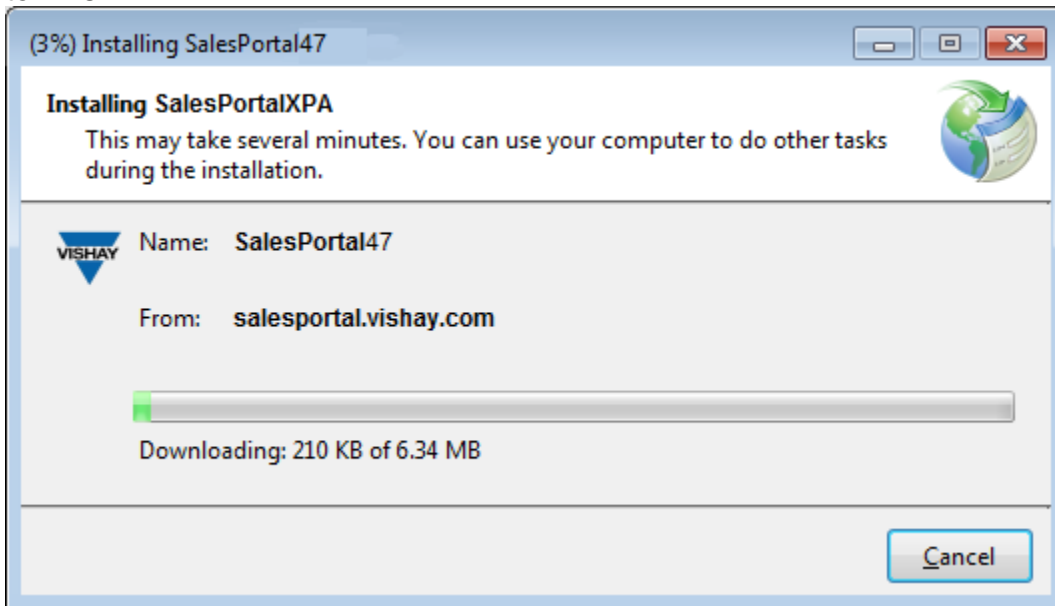 (3%) Installing SalesPortal47
Installing SalesPortalXPA
This may take several minutes. You can use your computer to do other tasks
during the installation.
VISHAY
Name: SalesPortal47
From: salesportal.vishay.com
Downloading: 210 KB of 6.34 MB
Cancel